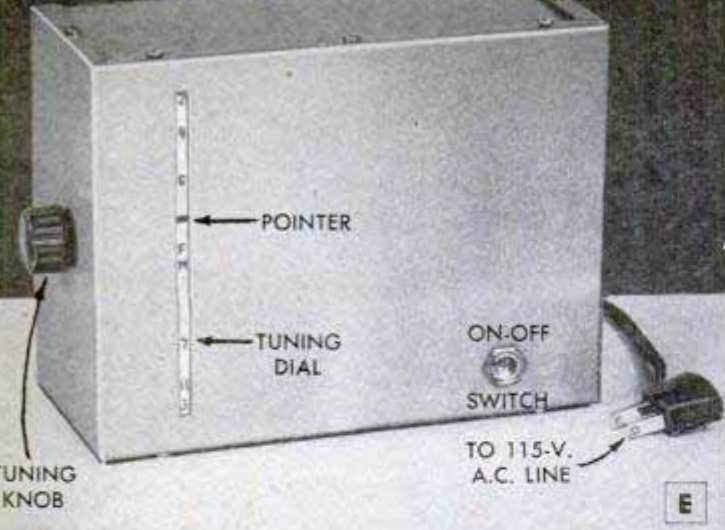 POINTER
TUNING
DIAL
ON-OFF
SWITCH
TUNING
KNOB
TO 115-V.
A.C. LINE
E